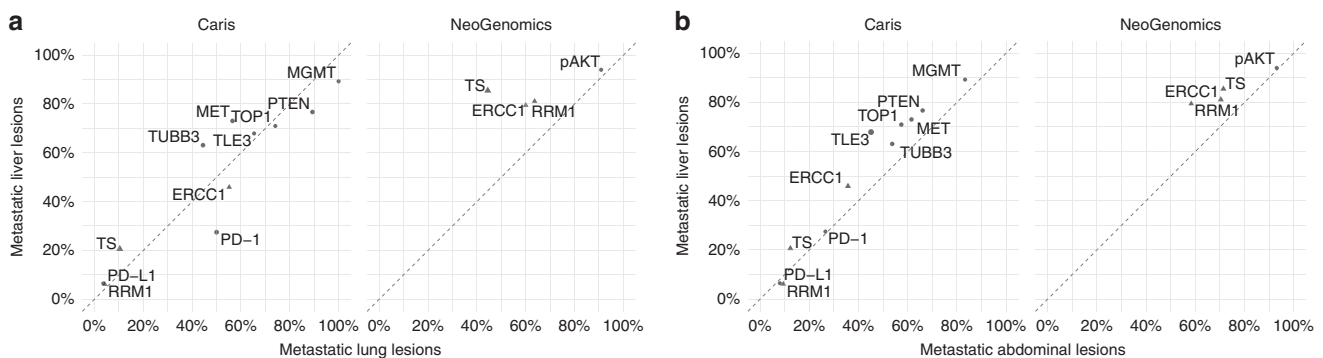 a
Caris
NeoGenomics
Metastatic liver lesions
100%
80%
60%
40%
20%
0%
MGMT
PTEN
MET
TOP1
TUBB3
TLE3
ERCC1
PD–1
TS
PD–L1
RRM1
pAKT
TS
ERCC1
RRM1
0% 20% 40% 60% 80% 100%
0% 20% 40% 60% 80% 100%
Metastatic lung lesions
b
Caris
NeoGenomics
Metastatic liver lesions
100%
80%
60%
40%
20%
0%
MGMT
PTEN
TOP1
MET
TLE3
TUBB3
ERCC1
PD–1
TS
PD–L1
RRM1
pAKT
TS
ERCC1
RRM1
0% 20% 40% 60% 80% 100%
0% 20% 40% 60% 80% 100%
Metastatic abdominal lesions